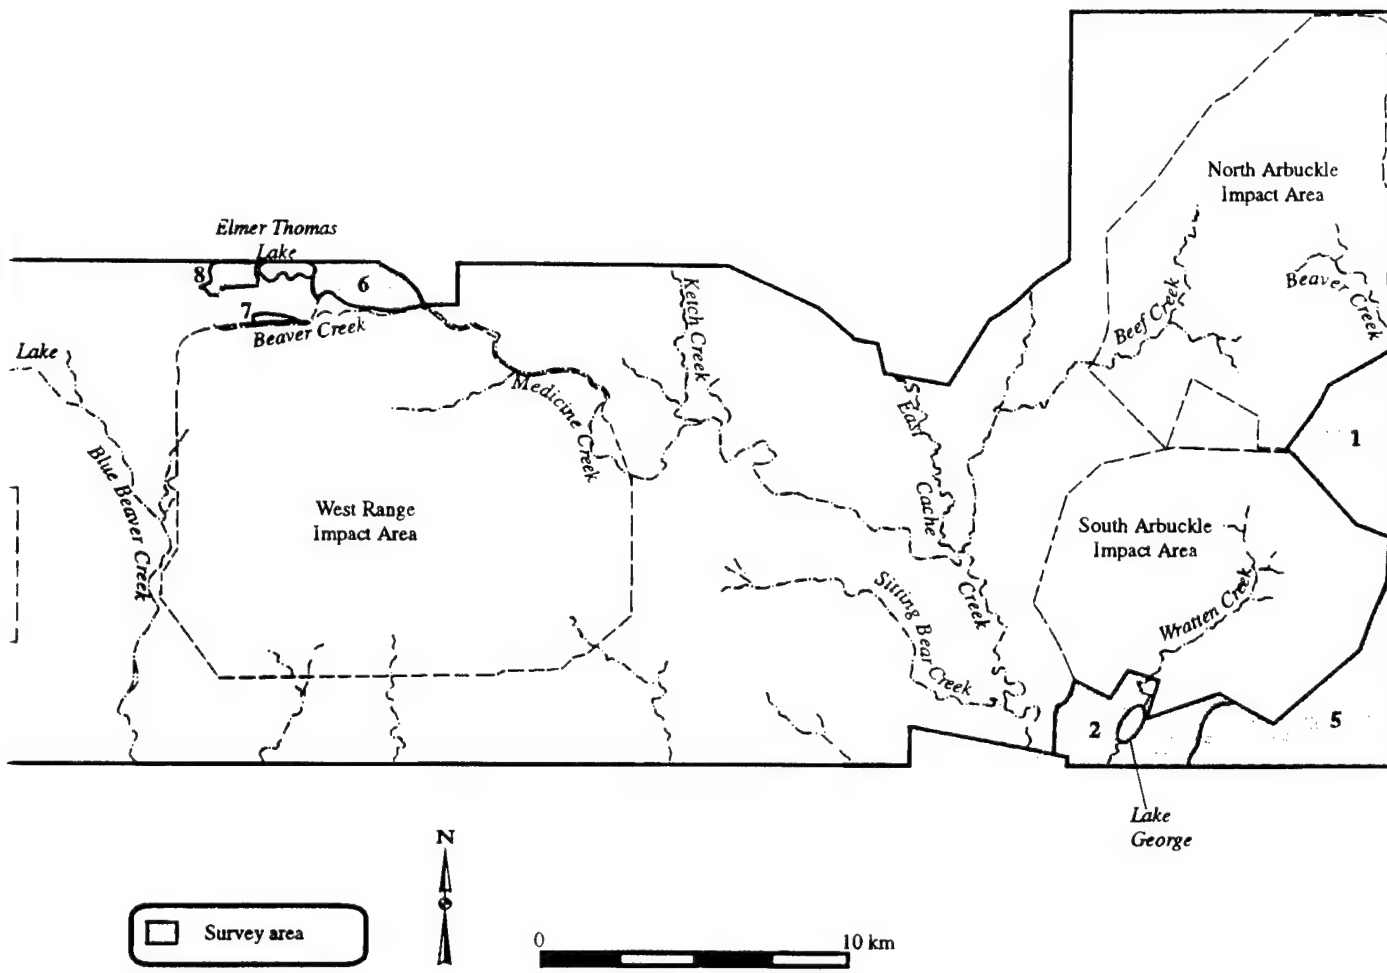 North Arbuckle
Impact Area
Elmer Thomas
Lake
8
6
7
Beaver Creek
Ketch Creek
Beef Creek
Beaver Creek
Lake
Medicine Creek
East Cache Creek
1
Blue Beaver Creek
West Range
Impact Area
South Arbuckle
Impact Area
Sitting Bear Creek
Wratten Creek
2
5
Lake
George
N
Survey area
0
10 km